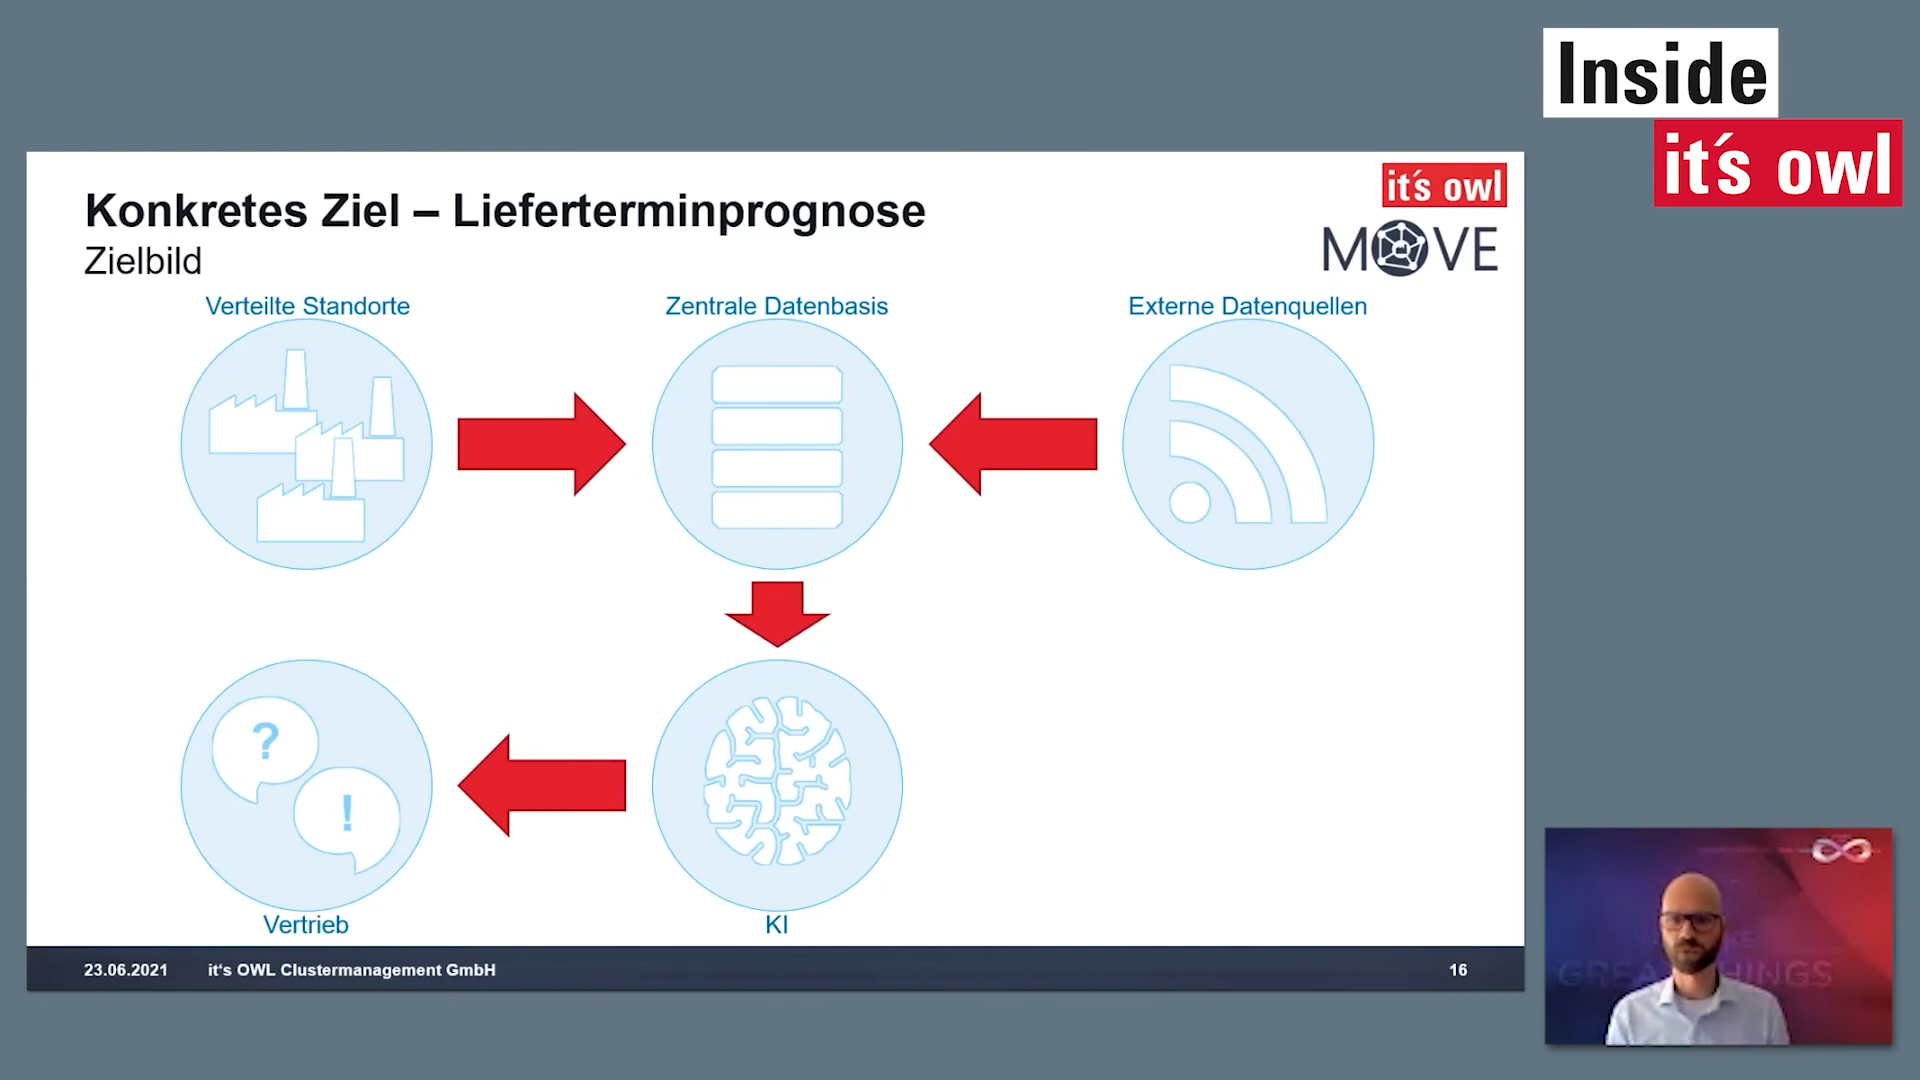 Inside
it´s owl
it´s owl
MOVE
Konkretes Ziel – Lieferterminprognose
Zielbild
Verteilte Standorte
Zentrale Datenbasis
Externe Datenquellen
?
!
Vertrieb
KI
23.06.2021
it‘s OWL Clustermanagement GmbH
16